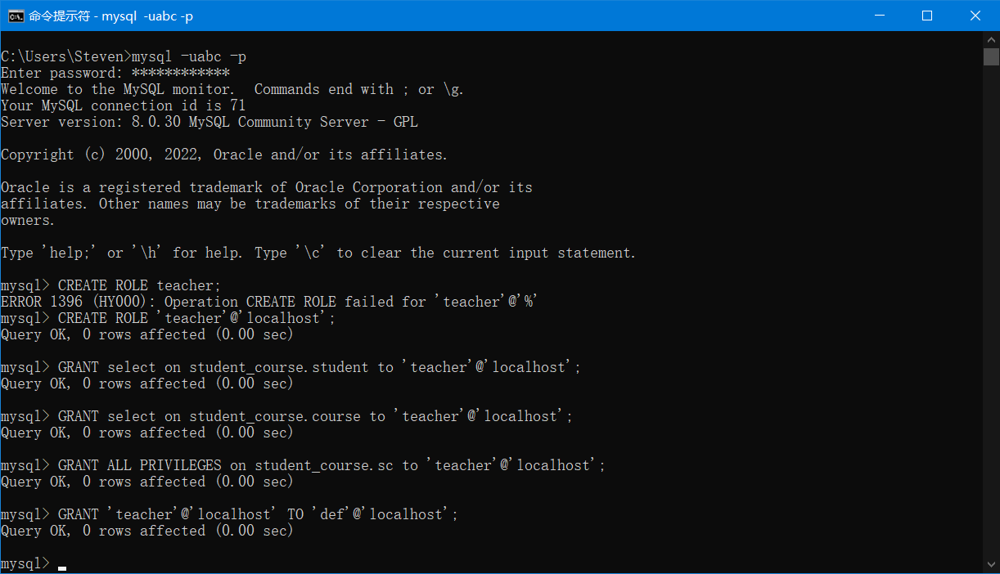 命令提示符 - mysql  -uabc -p
C:\Users\Steven>mysql -uabc -p
Enter password: ************
Welcome to the MySQL monitor.  Commands end with ; or \g.
Your MySQL connection id is 71
Server version: 8.0.30 MySQL Community Server - GPL
Copyright (c) 2000, 2022, Oracle and/or its affiliates.
Oracle is a registered trademark of Oracle Corporation and/or its
affiliates. Other names may be trademarks of their respective
owners.
Type 'help;' or '\h' for help. Type '\c' to clear the current input statement.
mysql> CREATE ROLE teacher;
ERROR 1396 (HY000): Operation CREATE ROLE failed for 'teacher'@'%'
mysql> CREATE ROLE 'teacher'@'localhost';
Query OK, 0 rows affected (0.00 sec)
mysql> GRANT select on student_course.student to 'teacher'@'localhost';
Query OK, 0 rows affected (0.00 sec)
mysql> GRANT select on student_course.course to 'teacher'@'localhost';
Query OK, 0 rows affected (0.00 sec)
mysql> GRANT ALL PRIVILEGES on student_course.sc to 'teacher'@'localhost';
Query OK, 0 rows affected (0.00 sec)
mysql> GRANT 'teacher'@'localhost' TO 'def'@'localhost';
Query OK, 0 rows affected (0.00 sec)
mysql>